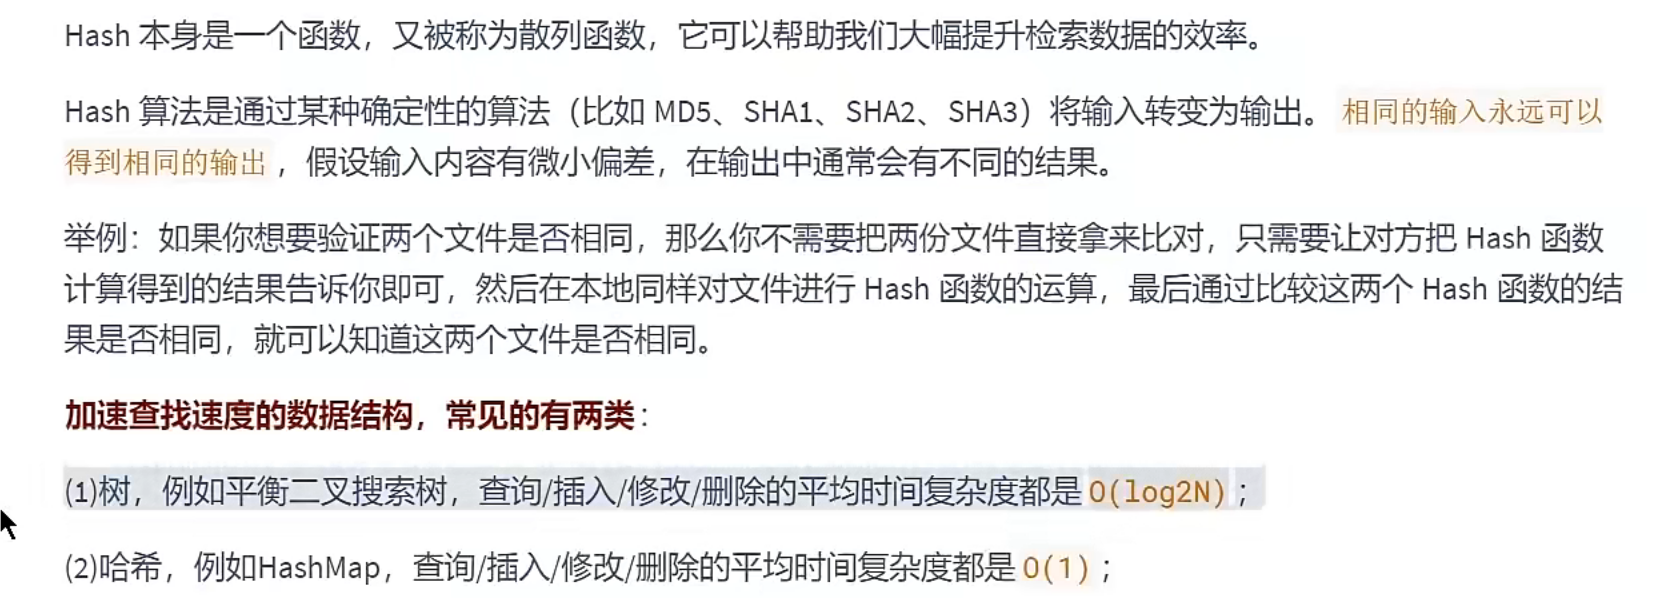 Hash 本身是一个函数，又被称为散列函数，它可以帮助我们大幅提升检索数据的效率。
Hash 算法是通过某种确定性的算法（比如 MD5、SHA1、SHA2、SHA3）将输入转变为输出。相同的输入永远可以
得到相同的输出，假设输入内容有微小偏差，在输出中通常会有不同的结果。
举例：如果你想要验证两个文件是否相同，那么你不需要把两份文件直接拿来比对，只需要让对方把 Hash 函数
计算得到的结果告诉你即可，然后在本地同样对文件进行 Hash 函数的运算，最后通过比较这两个 Hash 函数的结
果是否相同，就可以知道这两个文件是否相同。
加速查找速度的数据结构，常见的有两类：
(1)树，例如平衡二叉搜索树，查询/插入/修改/删除的平均时间复杂度都是 O(log2N)；
(2)哈希，例如HashMap，查询/插入/修改/删除的平均时间复杂度都是 O(1)；